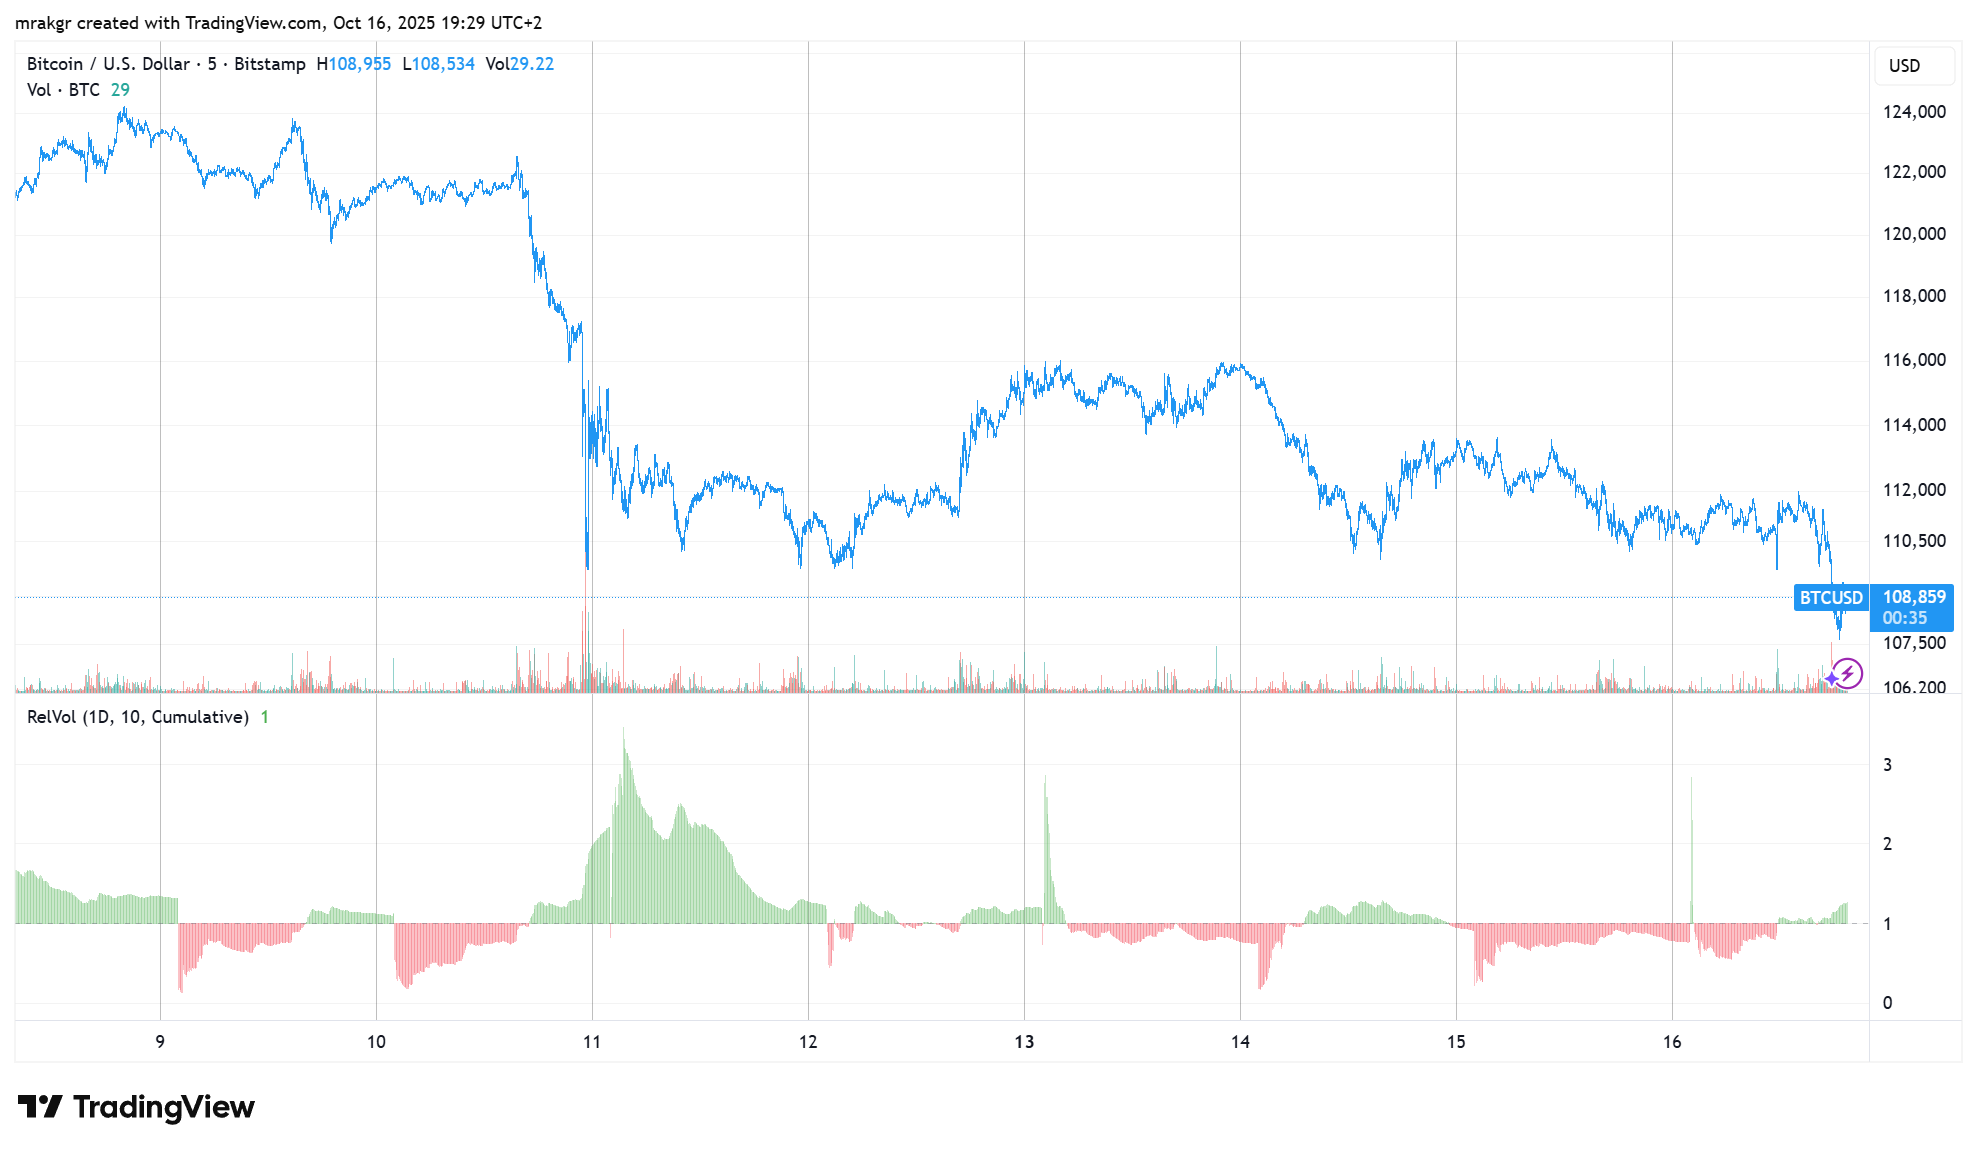 mrakgr created with TradingView.com, Oct 16, 2025 19:29 UTC+2
Bitcoin / U.S. Dollar · 5 · Bitstamp H108,955 L108,534 Vol29.22
Vol · BTC 29
USD
124,000
122,000
120,000
118,000
116,000
114,000
112,000
110,500
BTCUSD 108,859
00:35
107,500
106,200
RelVol (1D, 10, Cumulative) 1
3
2
1
0
9 10 11 12 13 14 15 16
TradingView